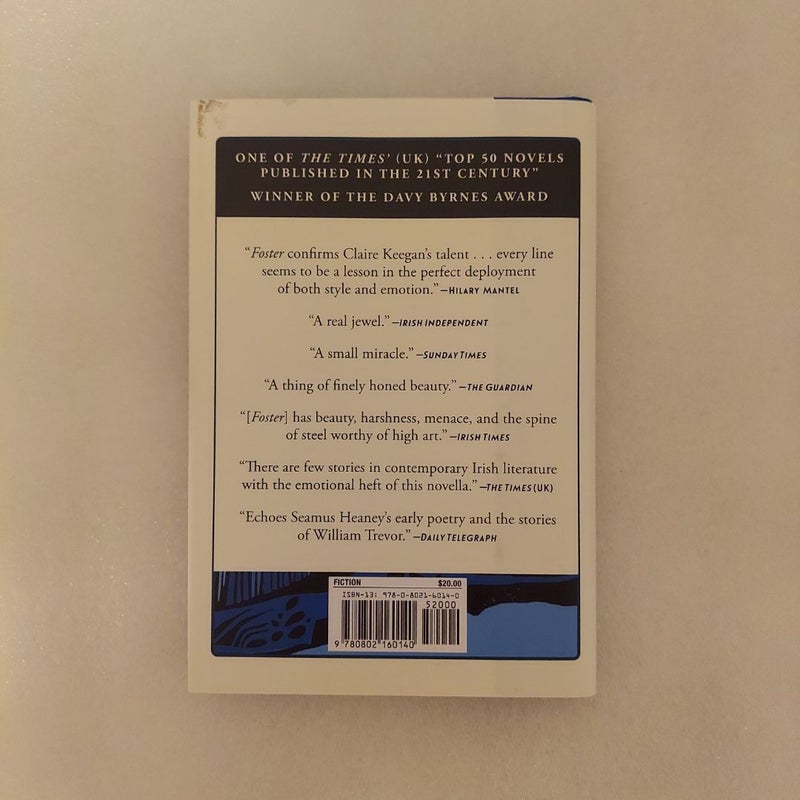 ONE OF THE TIMES' (UK) “TOP 50 NOVELS
PUBLISHED IN THE 21ST CENTURY”
WINNER OF THE DAVY BYRNES AWARD
“Foster confirms Claire Keegan's talent . . . every line
seems to be a lesson in the perfect deployment
of both style and emotion.” —HILARY MANTEL
“A real jewel.” —IRISH INDEPENDENT
“A small miracle.” —SUNDAY TIMES
“A thing of finely honed beauty.” —THE GUARDIAN
“[Foster] has beauty, harshness, menace, and the spine
of steel worthy of high art.” —IRISH TIMES
“There are few stories in contemporary Irish literature
with the emotional heft of this novella.” —THE TIMES (UK)
“Echoes Seamus Heaney's early poetry and the stories
of William Trevor.” —DAILY TELEGRAPH
FICTION $20.00
ISBN-13: 978-0-8021-6014-0
52000
9 780802 160140